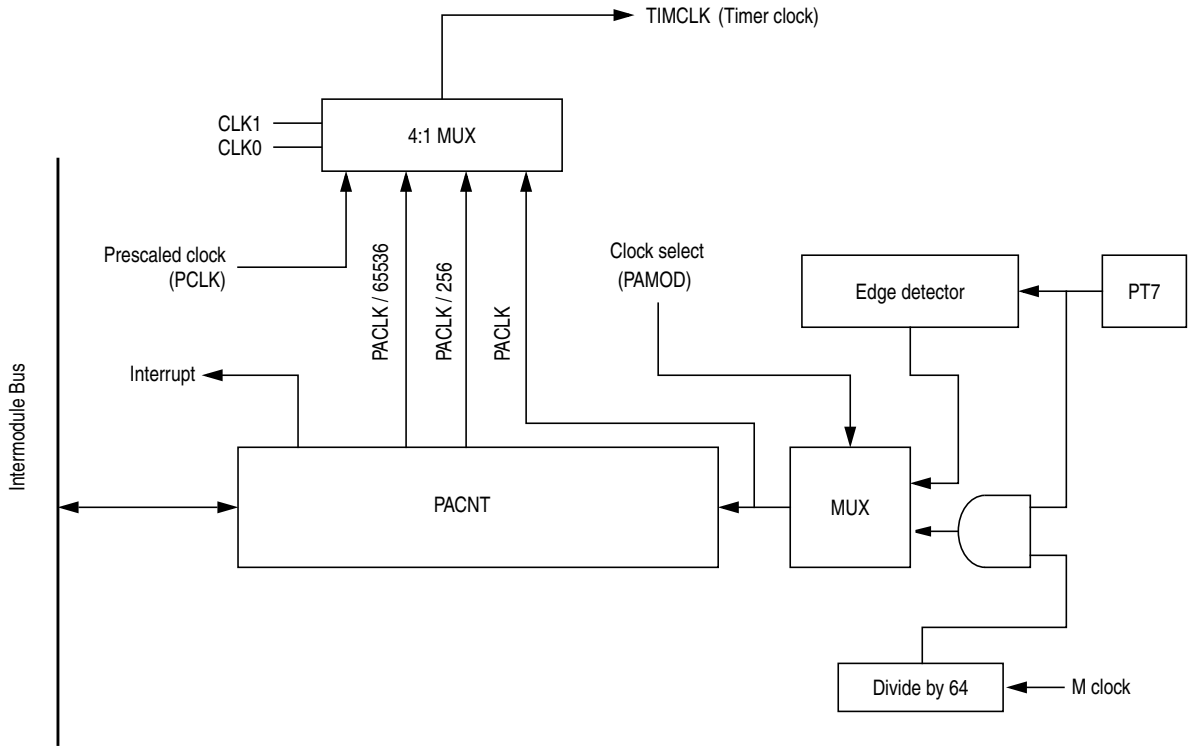 TIMCLK (Timer clock)
CLK1
CLK0
4:1 MUX
Prescaled clock
(PCLK)
PACLK / 65536
PACLK / 256
PACLK
Clock select
(PAMOD)
Edge detector
PT7
Interrupt
Intermodule Bus
PACNT
MUX
Divide by 64
M clock